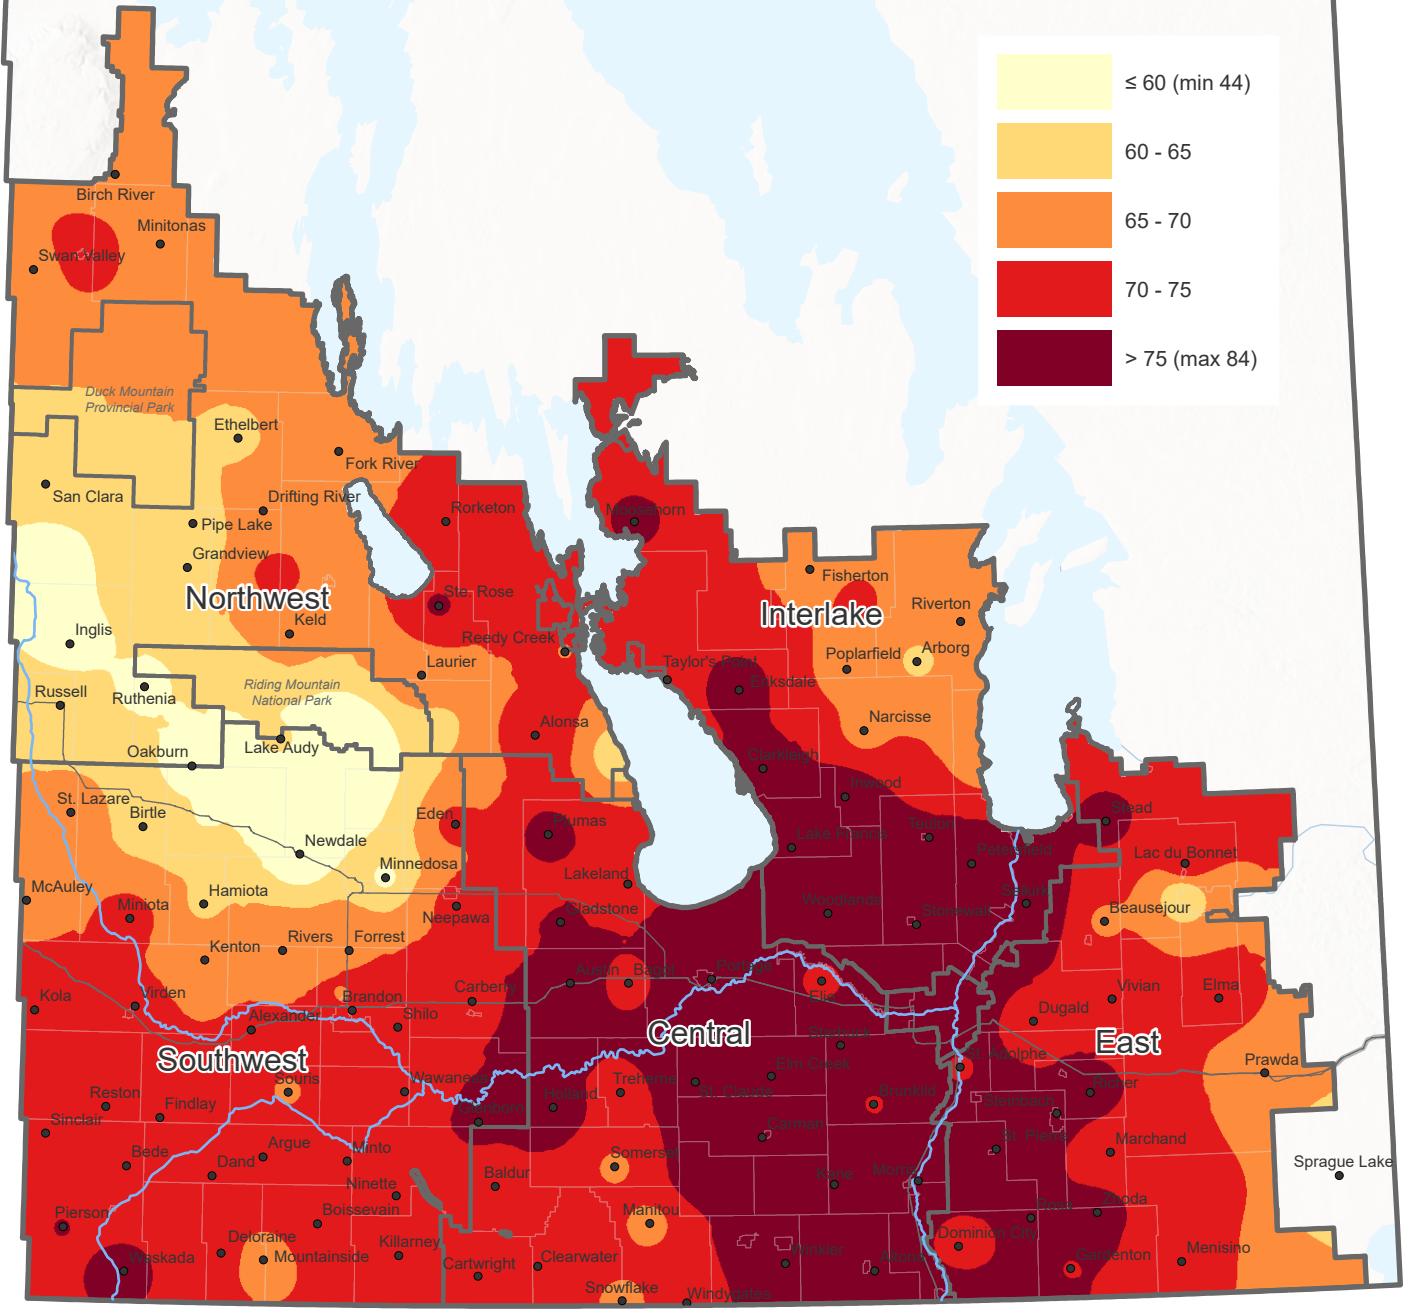 ≤ 60 (min 44)
60 - 65
65 - 70
70 - 75
> 75 (max 84)
Birch River
Minitonas
Swan Valley
Duck Mountain
Provincial Park
Ethelbert
Fork River
San Clara
Drifting River
Pipe Lake
Grandview
Rorketon
Moosehorn
Northwest
Ste. Rose
Keld
Inglis
Reedy Creek
Interlake
Fisherton
Riverton
Arborg
Poplarfield
Taylor's Point
Eriksdale
Laurier
Russell
Ruthenia
Riding Mountain
National Park
Narcisse
Alonsa
Oakburn
Lake Audy
Clarkleigh
Inwood
St. Lazare
Birtle
Eden
Plumas
Stead
Teulon
Lake Francis
Petersfield
Newdale
Minnedosa
Lakeland
Lac du Bonnet
McAuley
Hamiota
Miniota
Neepawa
Gladstone
Woodlands
Selkirk
Stonewall
Beausejour
Kenton
Rivers
Forrest
Austin
Bagot
Portage
Elie
Vivian
Elma
Kola
Virden
Brandon
Carberry
Alexander
Shilo
Dugald
Central
Starbuck
East
Southwest
St. Adolphe
Prawda
Souris
Wawanesa
Treherne
Elm Creek
St. Claude
Richer
Reston
Findlay
Holland
Brunkild
Steinbach
Glenboro
Sinclair
Carman
St. Pierre
Marchand
Argue
Minto
Bede
Dand
Somerset
Baldur
Kane
Morris
Sprague Lake
Ninette
Pierson
Boissevain
Manitou
Rosa
Zhoda
Deloraine
Dominion City
Waskada
Mountainside
Killarney
Cartwright
Clearwater
Winkler
Altona
Gardenton
Menisino
Snowflake
Windygates